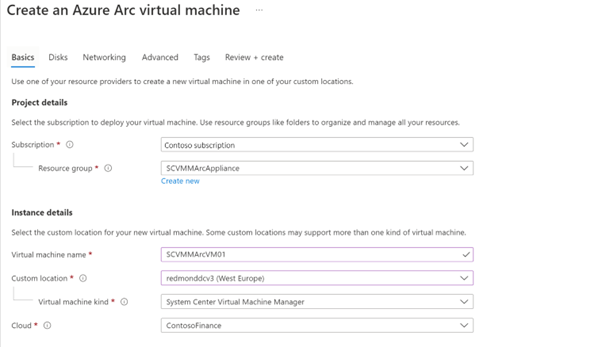 Create an Azure Arc virtual machine ...
Basics Disks Networking Advanced Tags Review + create
Use one of your resource providers to create a new virtual machine in one of your custom locations.
Project details
Select the subscription to deploy your virtual machine. Use resource groups like folders to organize and manage all your resources.
Subscription * Contoso subscription
Resource group * SCVMMArcAppliance
Create new
Instance details
Select the custom location for your new virtual machine. Some custom locations may support more than one kind of virtual machine.
Virtual machine name * SCVMMArcVM01
Custom location * redmonddcv3 (West Europe)
Virtual machine kind * System Center Virtual Machine Manager
Cloud * ContosoFinance